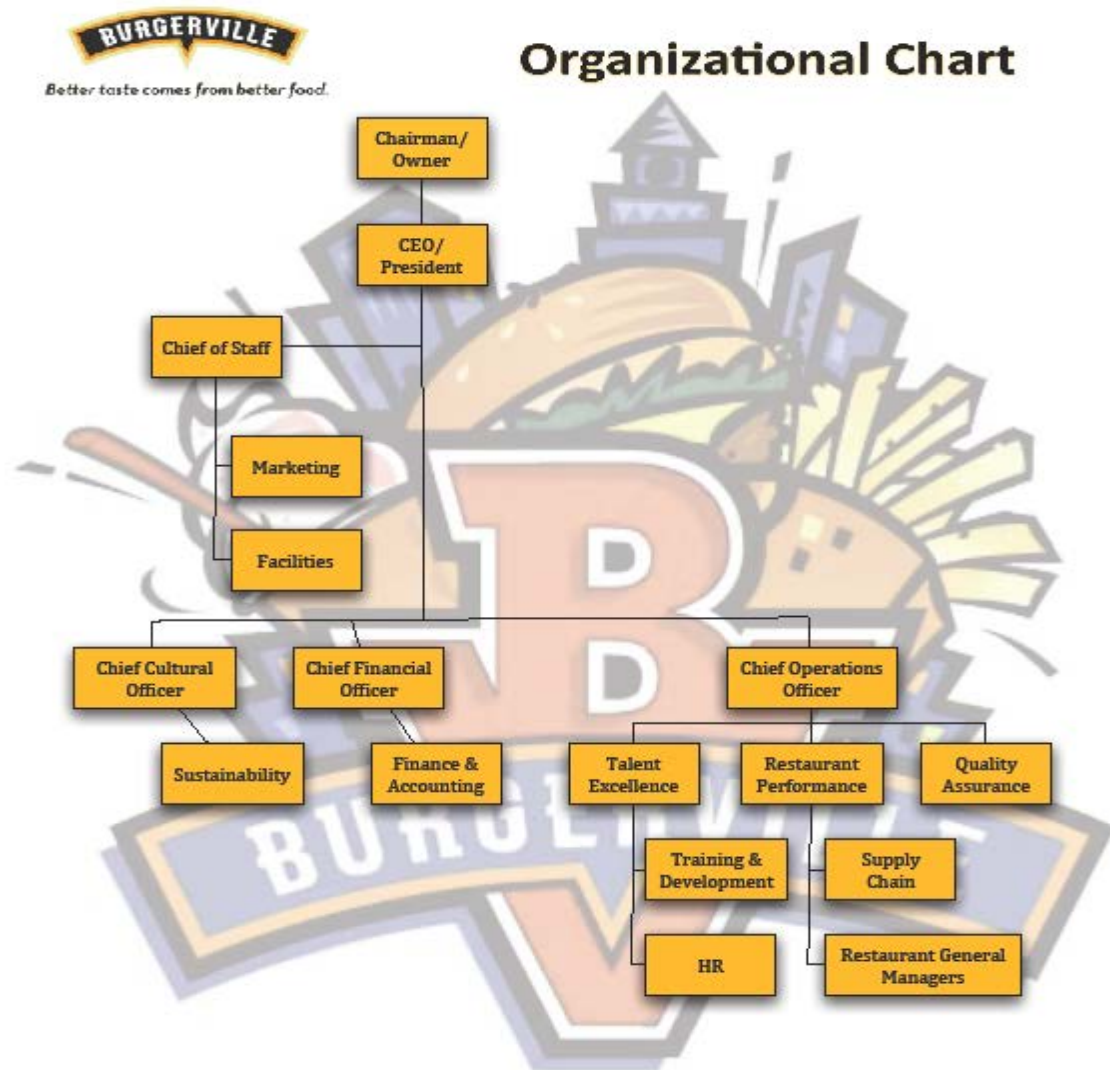 BURGERVILLE
Better taste comes from better food.
Organizational Chart
Chairman/
Owner
CEO/
President
Chief of Staff
Marketing
Facilities
Chief Cultural
Officer
Chief Financial
Officer
Chief Operations
Officer
Sustainability
Finance &
Accounting
Talent
Excellence
Restaurant
Performance
Quality
Assurance
Training &
Development
Supply
Chain
HR
Restaurant General
Managers
B
BURGERVILLE